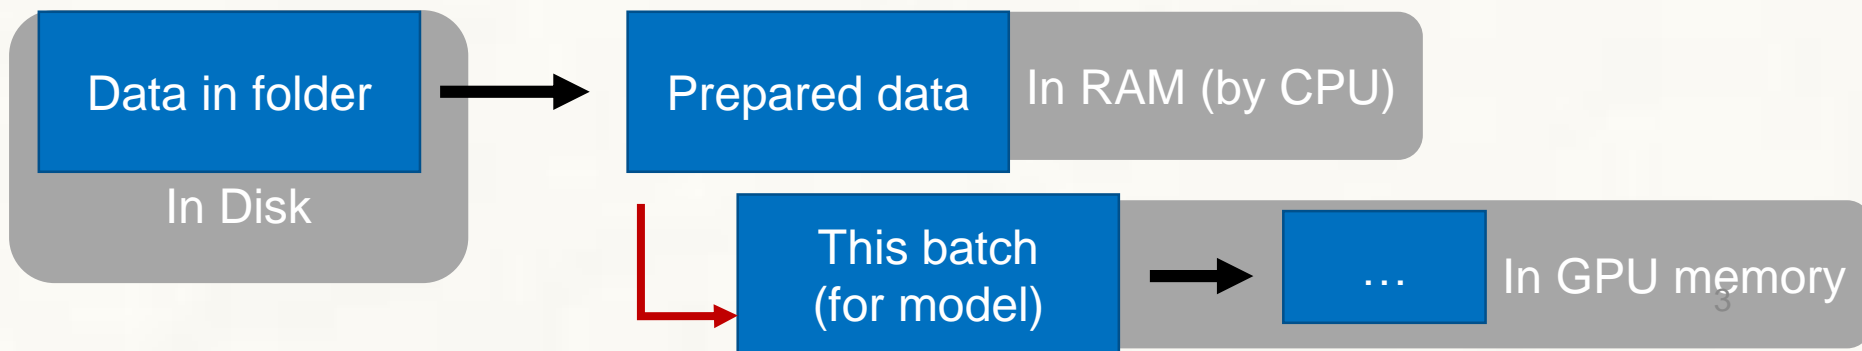 Data in folder
In Disk
Prepared data
In RAM (by CPU)
This batch
(for model)
...
In GPU memory
3